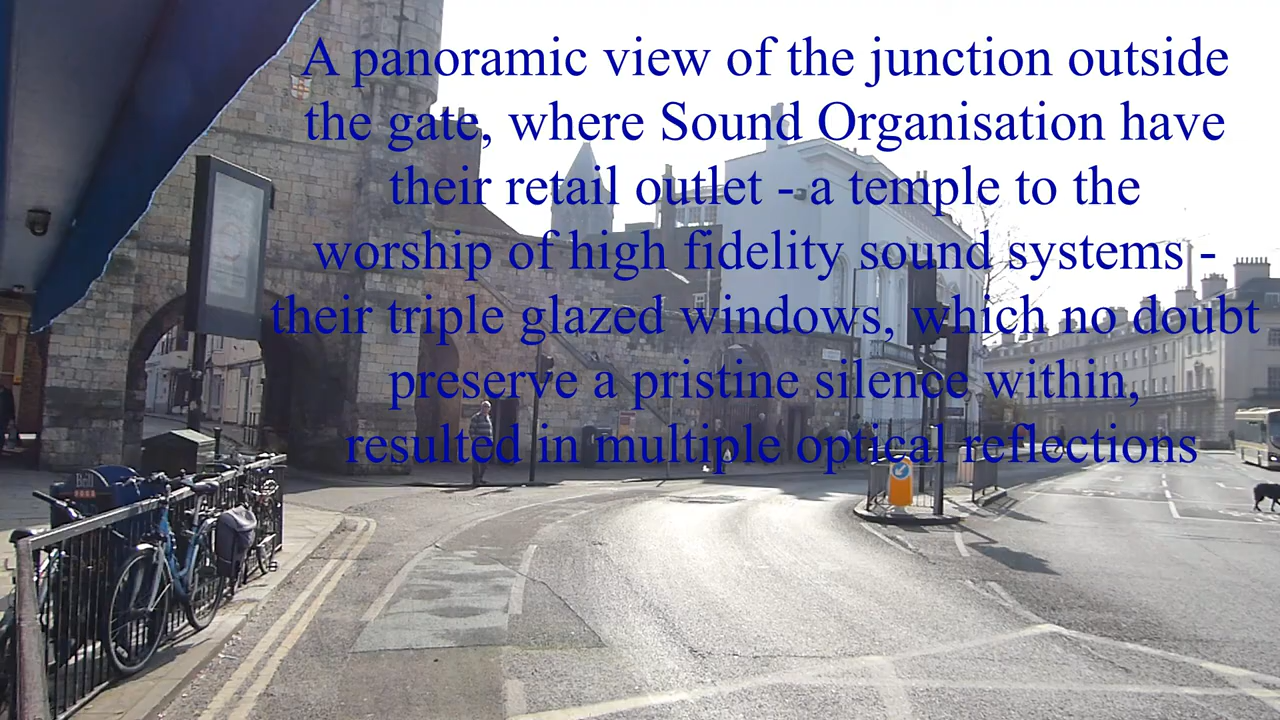 A panoramic view of the junction outside
the gate, where Sound Organisation have
their retail outlet - a temple to the
worship of high fidelity sound systems -
their triple glazed windows, which no doubt
preserve a pristine silence within,
resulted in multiple optical reflections